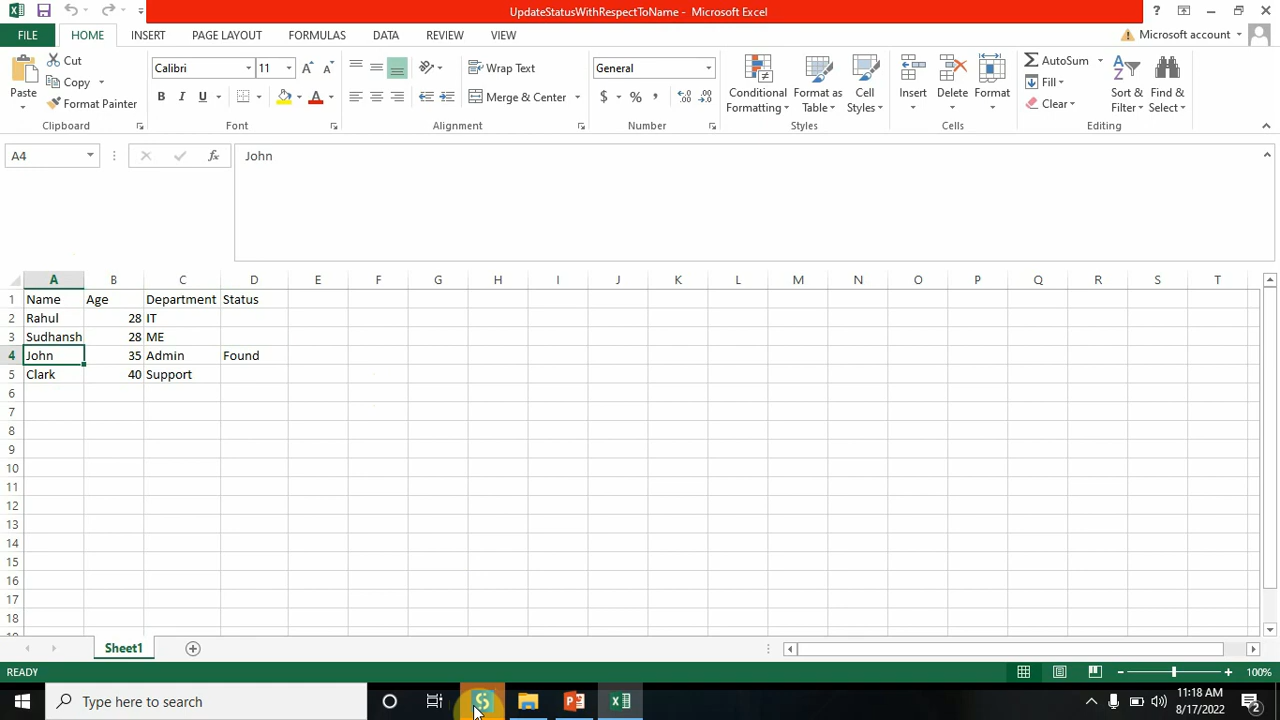 UpdateStatusWithRespectToName - Microsoft Excel
?
FILE HOME INSERT PAGE LAYOUT FORMULAS DATA REVIEW VIEW Microsoft account
Paste Cut Copy Format Painter
Clipboard
Calibri 11 A A
B I U A
Font
Wrap Text
Merge & Center
Alignment
General
$ % ,
Number
Conditional Formatting Format as Table Cell Styles
Styles
Insert Delete Format
Cells
AutoSum Fill Clear Sort & Filter Find & Select
Editing
A4 fx John
A B C D E F G H I J K L M N O P Q R S T
1 Name Age Department Status
2 Rahul 28 IT
3 Sudhansh 28 ME
4 John 35 Admin Found
5 Clark 40 Support
6
7
8
9
10
11
12
13
14
15
16
17
18
Sheet1
READY 100%
Type here to search
11:18 AM
8/17/2022
2